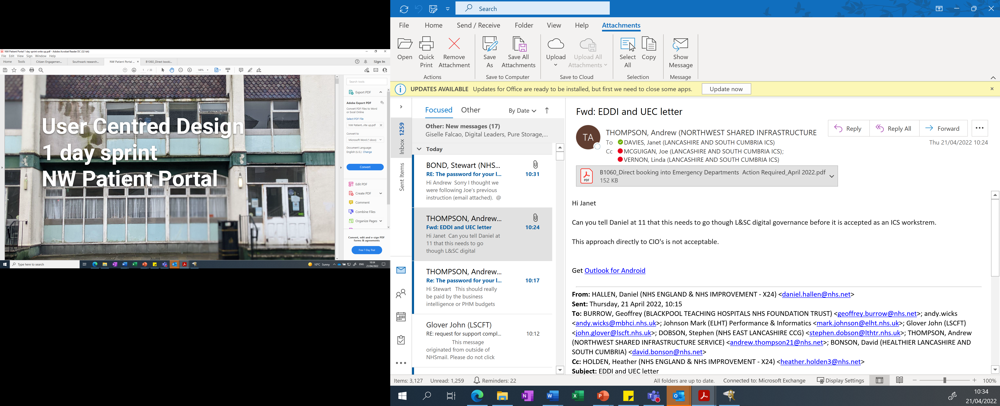 NW Patient Portal 1 day sprint write up.pdf - Adobe Acrobat Reader DC (32-bit)
File Edit View Sign Window Help
Home Tools Citizen Engagemen... Southwark research... NW Patient Portal ... B1060_Direct booki... Sign In
1 / 33 148%
User Centred Design
1 day sprint
NW Patient Portal
Search tools
Export PDF
Adobe Export PDF
Convert PDF Files to Word
or Excel Online
Select PDF File
NW Patient...rite up.pdf
Convert to
Microsoft Word (*.docx)
Document Language:
English (U.S.) Change
Convert
Edit PDF
Create PDF
Comment
Combine Files
Organize Pages
Convert, edit and e-sign PDF
forms & agreements
Free 7-Day Trial
Type here to search
10°C Sunny
ENG
10:34
21/04/2022
Search
File Home Send / Receive Folder View Help Attachments
Open
Quick
Print
Remove
Attachment
Actions
Save
As
Save All
Attachments
Save to Computer
Upload
Upload All
Attachments
Save to Cloud
Select
All
Copy
Selection
Show
Message
Message
UPDATES AVAILABLE Updates for Office are ready to be installed, but first we need to close some apps. Update now
Inbox 1259
Sent Items
Focused Other By Date
Other: New messages (17)
Giselle Falcao, Digital Leaders, Pure Storage,...
Today
BOND, Stewart (NHS...
RE: The password for your l... 10:31
Hi Andrew Sorry I thought we
were following Joe's previous
instruction (email attached). @
THOMPSON, Andrew...
Fwd: EDDI and UEC letter 10:24
Hi Janet Can you tell Daniel at
11 that this needs to go
though L&SC digital
THOMPSON, Andrew...
Re: The password for your l... 10:17
Hi Stewart This should really
be paid by the business
intelligence or PHM budgets
Glover John (LSCFT)
RE: request for support compl... 10:12
This message
originated from outside of
NHSmail. Please do not click
Fwd: EDDI and UEC letter
TA
THOMPSON, Andrew (NORTHWEST SHARED INFRASTRUCTURE
Reply Reply All Forward
To DAVIES, Janet (LANCASHIRE AND SOUTH CUMBRIA ICS)
Thu 21/04/2022 10:24
Cc MCGUIGAN, Joe (LANCASHIRE AND SOUTH CUMBRIA ICS);
VERNON, Linda (LANCASHIRE AND SOUTH CUMBRIA ICS)
PDF
B1060_Direct booking into Emergency Departments Action Required_April 2022.pdf
152 KB
Hi Janet
Can you tell Daniel at 11 that this needs to go though L&SC digital governance before it is accepted as an ICS workstrem.
This approach directly to CIO's is not acceptable.
Get Outlook for Android
From: HALLEN, Daniel (NHS ENGLAND & NHS IMPROVEMENT - X24) <daniel.hallen@nhs.net>
Sent: Thursday, 21 April 2022, 10:15
To: BURROW, Geoffrey (BLACKPOOL TEACHING HOSPITALS NHS FOUNDATION TRUST) <geoffrey.burrow@nhs.net>; andy.wicks
<andy.wicks@mbhci.nhs.uk>; Johnson Mark (ELHT) Performance & Informatics <mark.johnson@elht.nhs.uk>; Glover John (LSCFT)
<john.glover@lscft.nhs.uk>; DOBSON, Stephen (NHS EAST LANCASHIRE CCG) <stephen.dobson@lthtr.nhs.uk>; THOMPSON, Andrew
(NORTHWEST SHARED INFRASTRUCTURE SERVICE) <andrew.thompson21@nhs.net>; BONSON, David (HEALTHIER LANCASHIRE AND
SOUTH CUMBRIA) <david.bonson@nhs.net>
Cc: HOLDEN, Heather (NHS ENGLAND & NHS IMPROVEMENT - X24) <heather.holden3@nhs.net>
Subject: EDDI and UEC letter
Items: 3,127 Unread: 1,259 Reminders: 22 All folders are up to date. Connected to: Microsoft Exchange Display Settings 100%
10:34
21/04/2022